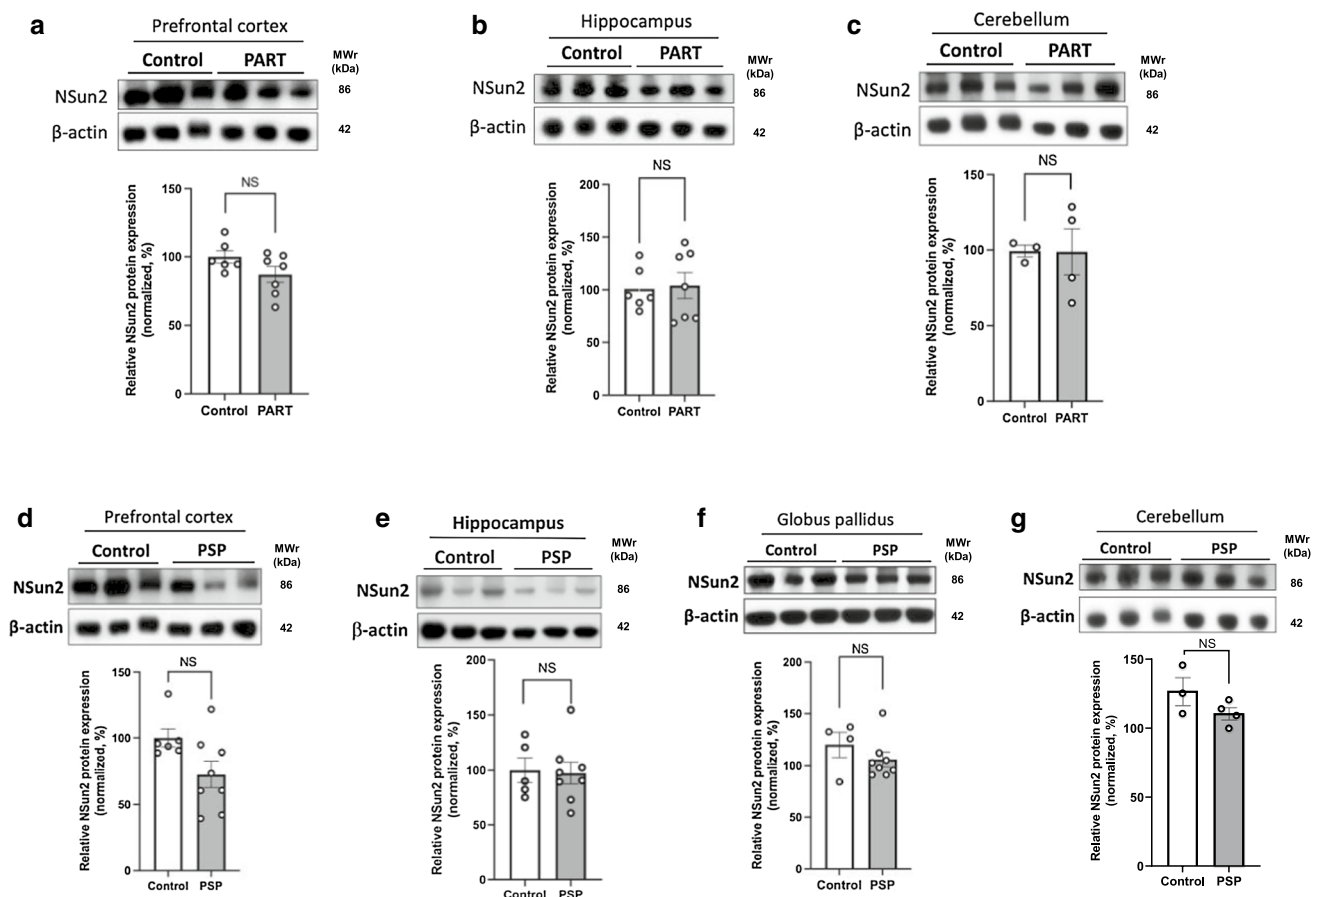 a
Prefrontal cortex
Control PART
MWr
(kDa)
NSun2 86
β-actin 42
Relative NSun2 protein expression
(normalized, %)
150
100
50
0
NS
Control PART
b
Hippocampus
Control PART
MWr
(kDa)
NSun2 86
β-actin 42
Relative NSun2 protein expression
(normalized, %)
200
150
100
50
0
NS
Control PART
c
Cerebellum
Control PART
MWr
(kDa)
NSun2 86
β-actin 42
Relative NSun2 protein expression
(normalized, %)
150
100
50
0
NS
Control PART
d
Prefrontal cortex
Control PSP
MWr
(kDa)
NSun2 86
β-actin 42
Relative NSun2 protein expression
(normalized, %)
150
100
50
0
NS
Control PSP
e
Hippocampus
Control PSP
MWr
(kDa)
NSun2 86
β-actin 42
Relative NSun2 protein expression
(normalized, %)
200
150
100
50
0
NS
Control PSP
f
Globus pallidus
Control PSP
MWr
(kDa)
NSun2 86
β-actin 42
Relative NSun2 preotein expression
(normalized, %)
200
150
100
50
0
NS
Control PSP
g
Cerebellum
Control PSP
MWr
(kDa)
NSun2 86
β-actin 42
Relative NSun2 protein expression
(normalized, %)
150
100
50
0
NS
Control PSP